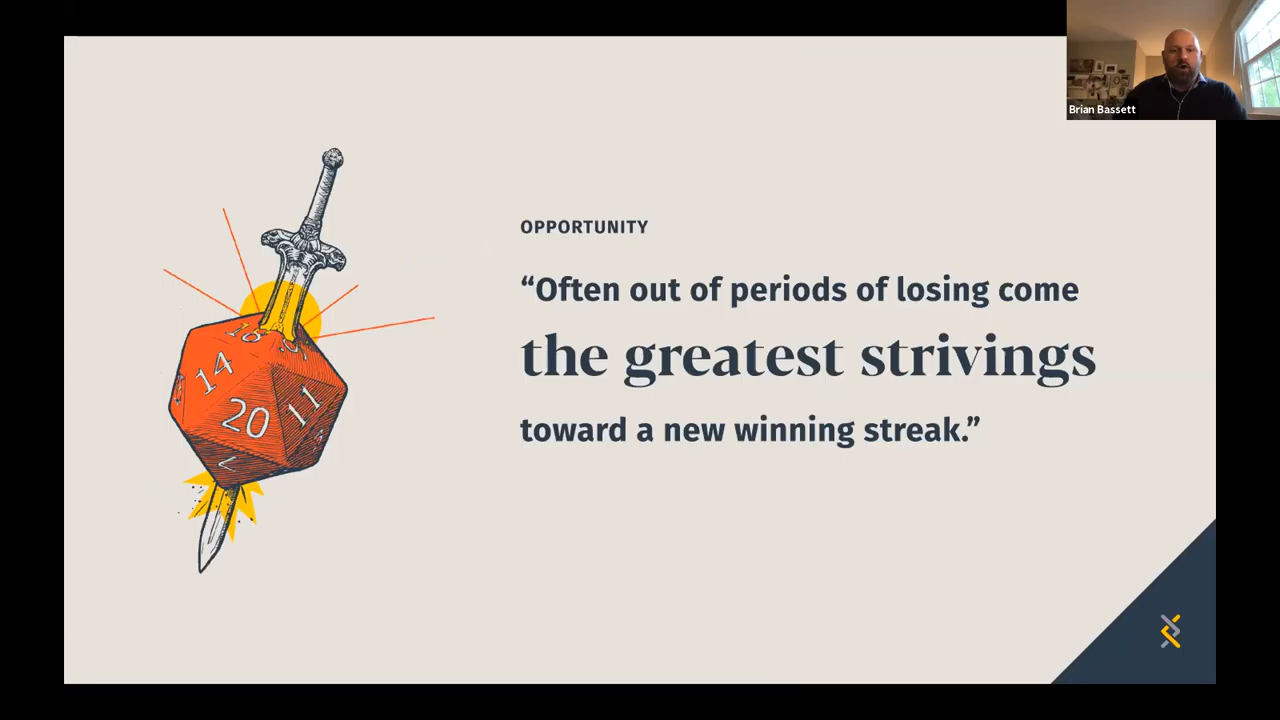 Brian Bassett
OPPORTUNITY
“Often out of periods of losing come
the greatest strivings
toward a new winning streak.”
14
20
11